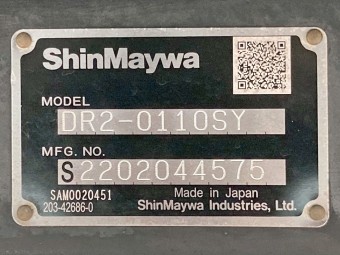 ShinMaywa
MODEL
DR2-0110SY
MFG. NO.
S2202044575
SAM0020451
Made in Japan
203-42686-0
ShinMaywa Industries, Ltd.